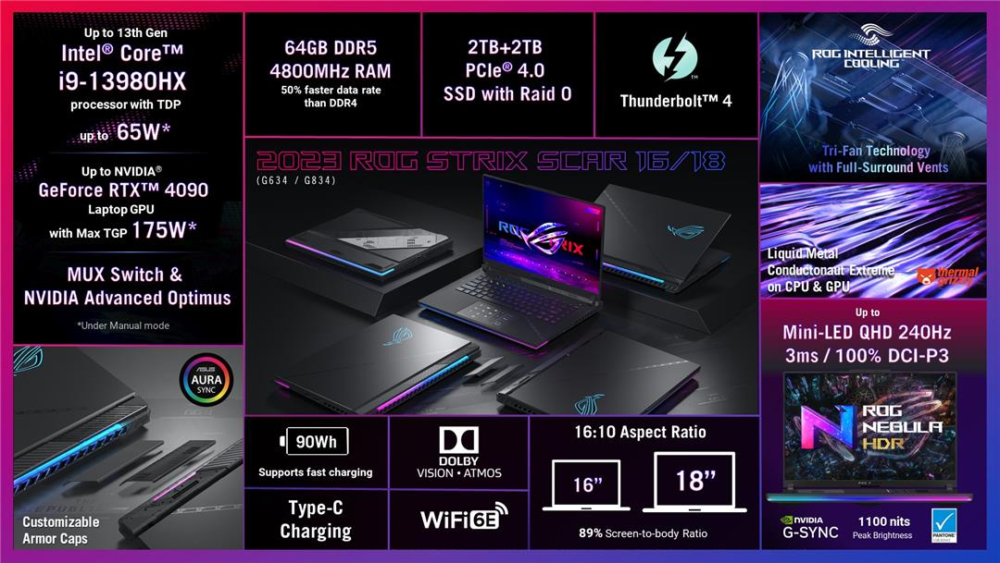 Up to 13th Gen
Intel® Core™
i9-13980HX
processor with TDP
up to 65W*
Up to NVIDIA®
GeForce RTX™ 4090
Laptop GPU
with Max TGP 175W*
MUX Switch &
NVIDIA Advanced Optimus
*Under Manual mode
64GB DDR5
4800MHz RAM
50% faster data rate
than DDR4
2TB+2TB
PCIe® 4.0
SSD with Raid 0
TM
Thunderbolt™ 4
ROG INTELLIGENT
COOLING™
Tri-Fan Technology
with Full-Surround Vents
2023 ROG STRIX SCAR 16/18
(G634 / G834)
Liquid Metal
Conductonaut Extreme
on CPU & GPU
thermal
grizzly
Up to
Mini-LED QHD 240Hz
3ms / 100% DCI-P3
ROG
NEBULA
HDR
NVIDIA
G-SYNC
1100 nits
Peak Brightness
PANTONE
ASUS
AURA
SYNC
Customizable
Armor Caps
90Wh
Supports fast charging
Type-C
Charging
DOLBY
VISION • ATMOS
WiFi 6E
16:10 Aspect Ratio
16”
18”
89% Screen-to-body Ratio